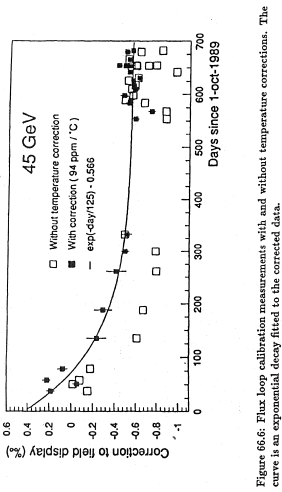 45 GeV
Without temperature correction
With correction ( 94 ppm / °C)
exp(-day/125) - 0.566
Correction to field display (‰)
0.6
0.4
0.2
0
-0.2
-0.4
-0.6
-0.8
-1
0
100
200
300
400
500
600
700
Days since 1-oct-1989
Figure 66.6: Flux loop calibration measurements with and without temperature corrections. The
curve is an exponential decay fitted to the corrected data.